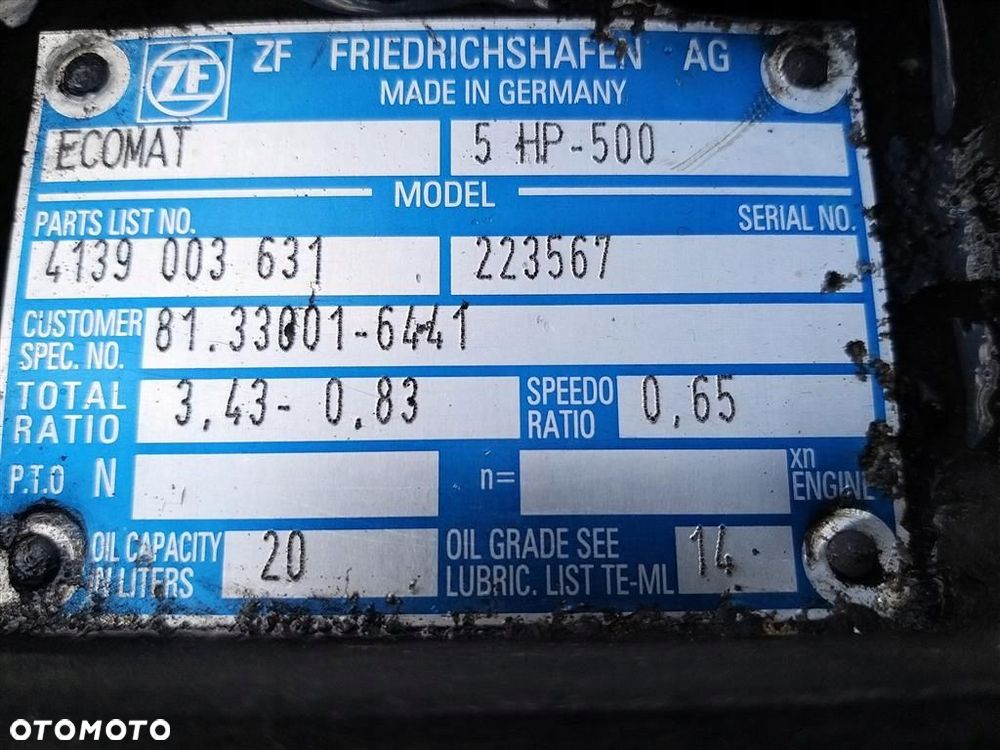 ZF ZF FRIEDRICHSHAFEN AG
MADE IN GERMANY
ECOMAT 5 HP-500
MODEL
PARTS LIST NO. SERIAL NO.
4139 003 631 223567
CUSTOMER SPEC. NO. 81.33001-6441
TOTAL RATIO 3,43- 0,83 SPEEDO RATIO 0,65
P.T.O N n= xn ENGINE
OIL CAPACITY IN LITERS 20 OIL GRADE SEE LUBRIC. LIST TE-ML 14
OTOMOTO